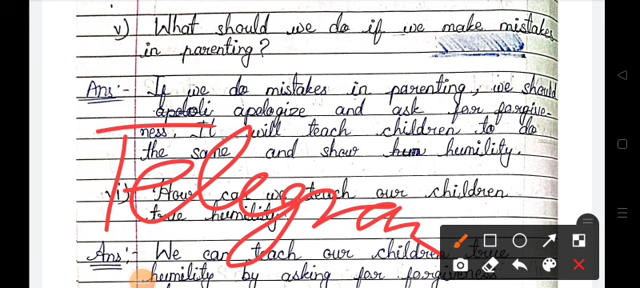 v) What should we do if we make mistakes
in parenting?
Ans:- If we do mistakes in parenting, we should
apologize and ask for forgive-
ness. It will teach children to do
the same and show humility.
vi) How can we teach our children
true humility
Ans:- We can teach our children true
humility by asking for forgiveness
Telegram